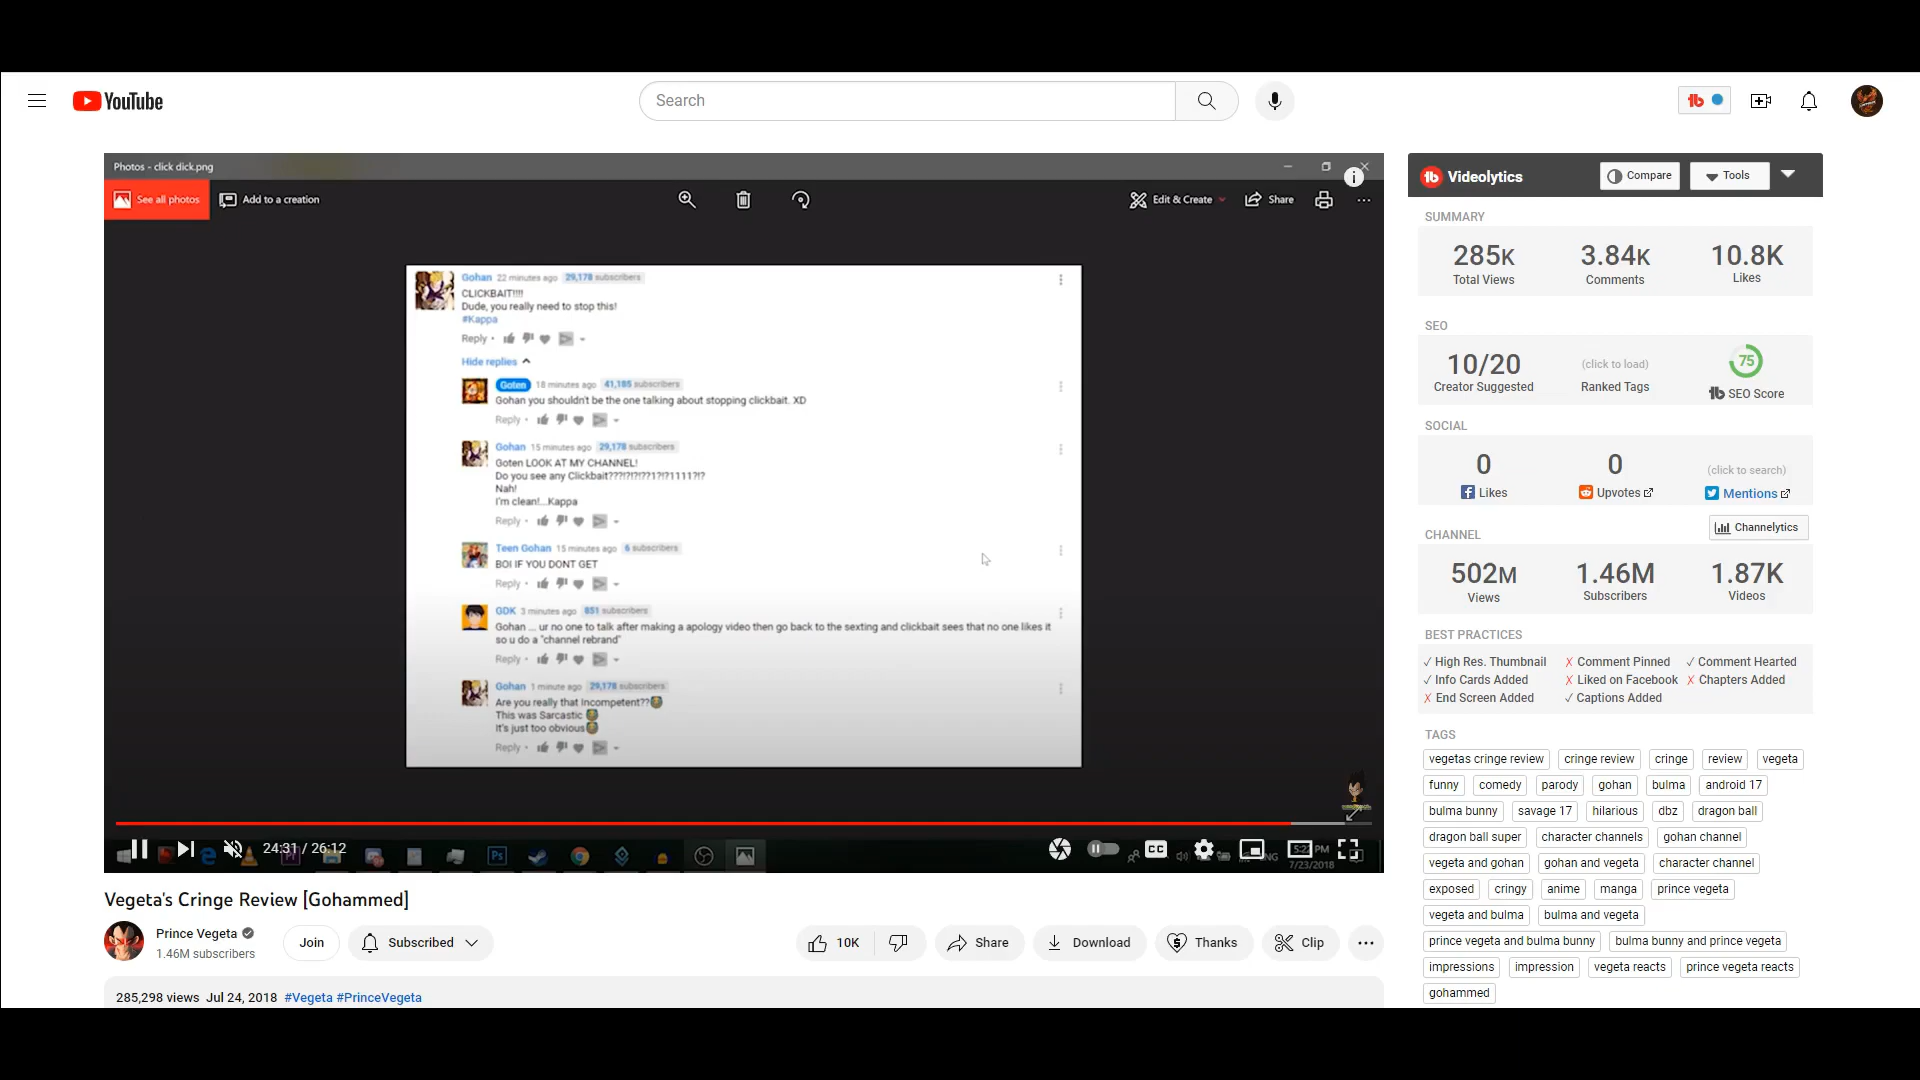 YouTube
Search
Photos - click dick.png
See all photos
Add to a creation
Edit & Create
Share
Gohan 22 minutes ago 29,178 subscribers
CLICKBAIT!!!!
Dude, you really need to stop this!
#Kappa
Reply
Hide replies
Goten 18 minutes ago 41,185 subscribers
Gohan you shouldn't be the one talking about stopping clickbait. XD
Reply
Gohan 15 minutes ago 29,178 subscribers
Goten LOOK AT MY CHANNEL!
Do you see any Clickbait???!?!?!??1?!?1111?!?
Nah!
I'm clean!...Kappa
Reply
Teen Gohan 15 minutes ago 6 subscribers
BOI IF YOU DONT GET
Reply
GDK 3 minutes ago 851 subscribers
Gohan ... ur no one to talk after making a apology video then go back to the sexting and clickbait sees that no one likes it
so u do a "channel rebrand"
Reply
Gohan 1 minute ago 29,178 subscribers
Are you really that Incompetent??
This was Sarcastic
It's just too obvious
Reply
24:31 / 26:12
CC
5:22 PM
7/23/2018
Vegeta's Cringe Review [Gohammed]
Prince Vegeta
1.46M subscribers
Join
Subscribed
10K
Share
Download
Thanks
Clip
285,298 views Jul 24, 2018 #Vegeta #PrinceVegeta
Videolytics
Compare
Tools
SUMMARY
285K 3.84K 10.8K
Total Views Comments Likes
SEO
10/20 (click to load) 75
Creator Suggested Ranked Tags SEO Score
SOCIAL
0 0 (click to search)
Likes Upvotes Mentions
Channelytics
CHANNEL
502M 1.46M 1.87K
Views Subscribers Videos
BEST PRACTICES
✓ High Res. Thumbnail ✗ Comment Pinned ✓ Comment Hearted
✓ Info Cards Added ✗ Liked on Facebook ✗ Chapters Added
✗ End Screen Added ✓ Captions Added
TAGS
vegetas cringe review cringe review cringe review vegeta
funny comedy parody gohan bulma android 17
bulma bunny savage 17 hilarious dbz dragon ball
dragon ball super character channels gohan channel
vegeta and gohan gohan and vegeta character channel
exposed cringy anime manga prince vegeta
vegeta and bulma bulma and vegeta
prince vegeta and bulma bunny bulma bunny and prince vegeta
impressions impression vegeta reacts prince vegeta reacts
gohammed